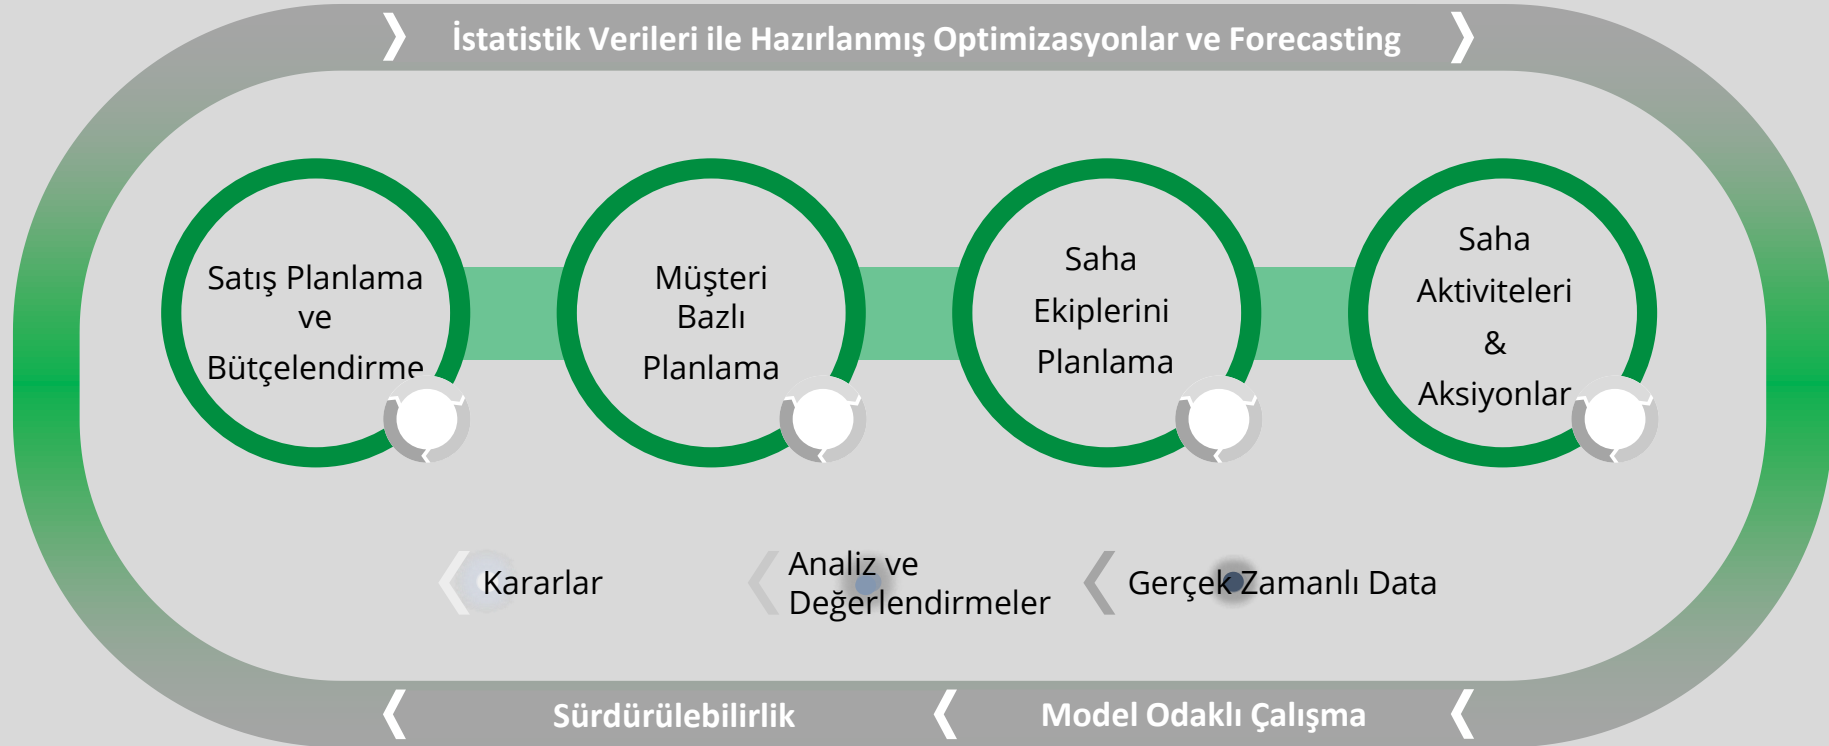 İstatistik Verileri ile Hazırlanmış Optimizasyonlar ve Forecasting
Satış Planlama
ve
Bütçelendirme
Müşteri
Bazlı
Planlama
Saha
Ekiplerini
Planlama
Saha
Aktiviteleri
&
Aksiyonlar
Kararlar
Analiz ve
Değerlendirmeler
Gerçek Zamanlı Data
Sürdürülebilirlik
Model Odaklı Çalışma